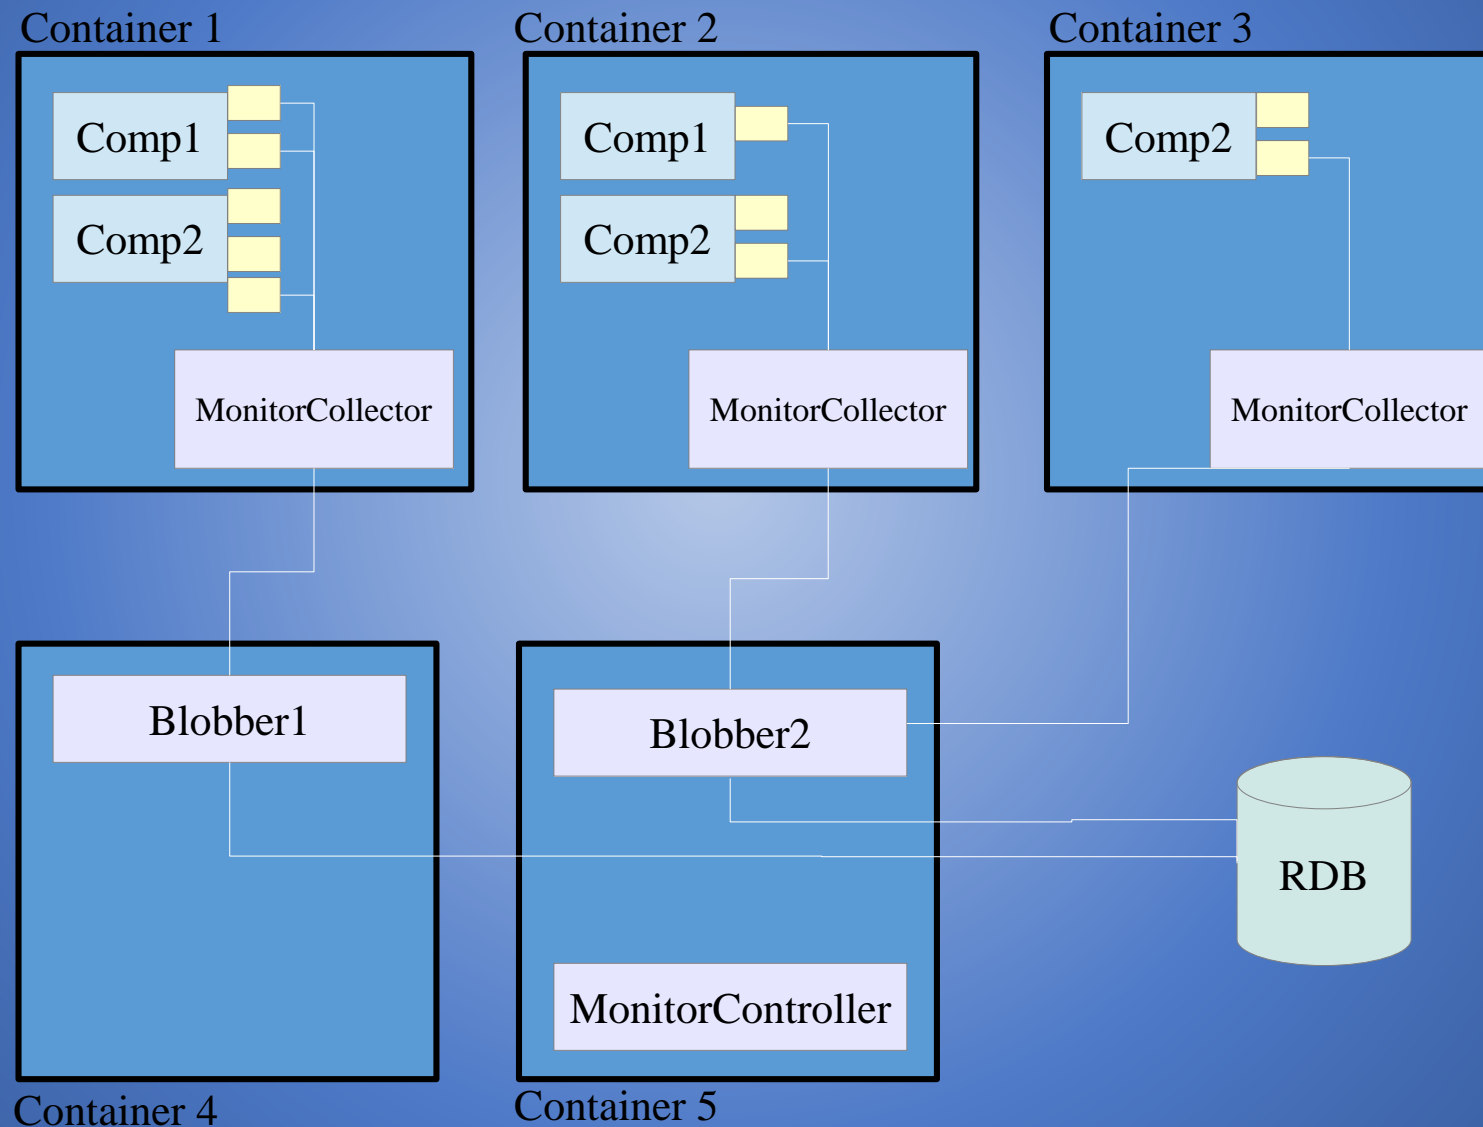 Container 1
Container 2
Container 3
Comp1
Comp1
Comp2
Comp2
Comp2
MonitorCollector
MonitorCollector
MonitorCollector
Blobber1
Blobber2
RDB
MonitorController
Container 4
Container 5